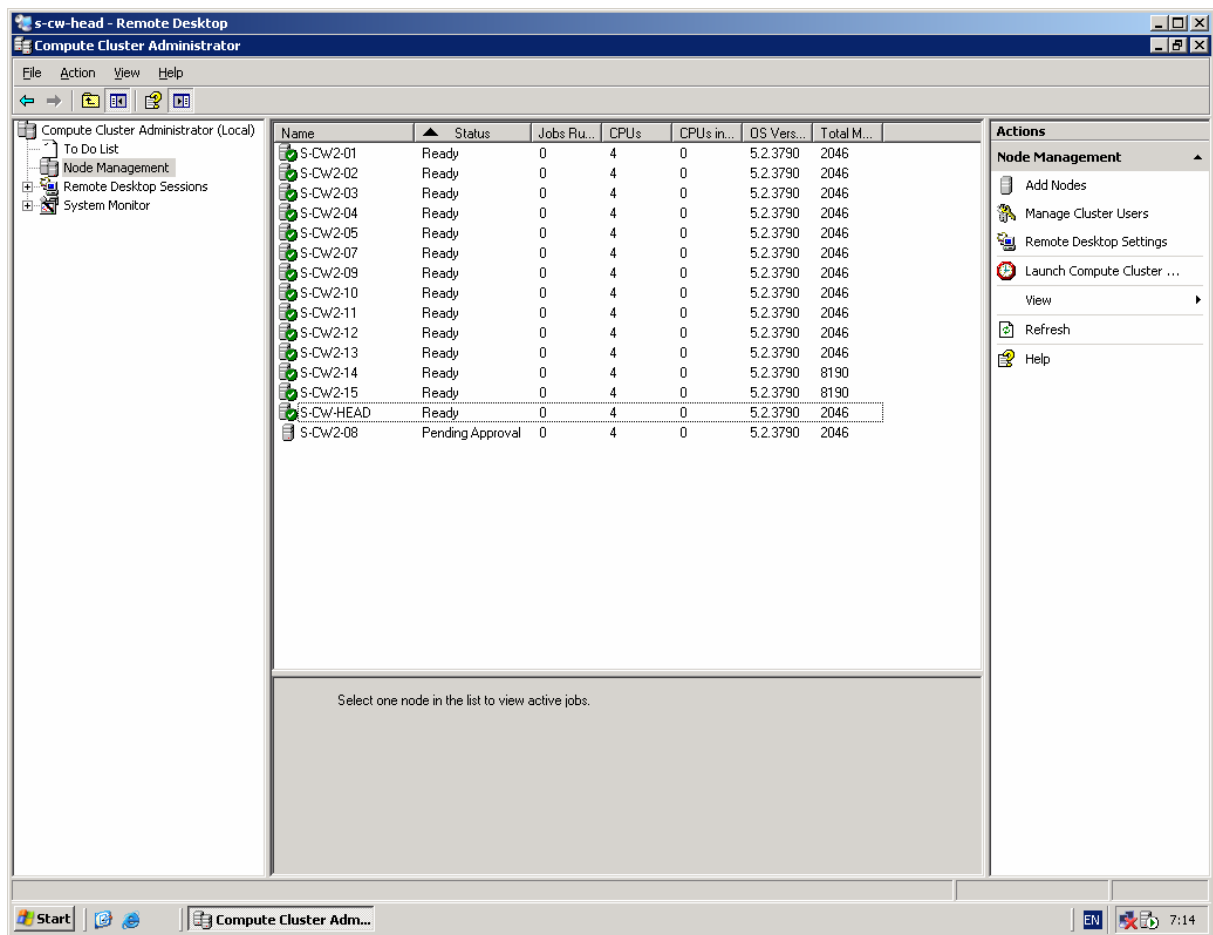 s-cw-head - Remote Desktop
Compute Cluster Administrator
File Action View Help
Compute Cluster Administrator (Local)
To Do List
Node Management
Remote Desktop Sessions
System Monitor
Name Status Jobs Ru... CPUs CPUs in... OS Vers... Total M...
S-CW2-01 Ready 0 4 0 5.2.3790 2046
S-CW2-02 Ready 0 4 0 5.2.3790 2046
S-CW2-03 Ready 0 4 0 5.2.3790 2046
S-CW2-04 Ready 0 4 0 5.2.3790 2046
S-CW2-05 Ready 0 4 0 5.2.3790 2046
S-CW2-07 Ready 0 4 0 5.2.3790 2046
S-CW2-09 Ready 0 4 0 5.2.3790 2046
S-CW2-10 Ready 0 4 0 5.2.3790 2046
S-CW2-11 Ready 0 4 0 5.2.3790 2046
S-CW2-12 Ready 0 4 0 5.2.3790 2046
S-CW2-13 Ready 0 4 0 5.2.3790 2046
S-CW2-14 Ready 0 4 0 5.2.3790 8190
S-CW2-15 Ready 0 4 0 5.2.3790 8190
S-CW-HEAD Ready 0 4 0 5.2.3790 2046
S-CW2-08 Pending Approval 0 4 0 5.2.3790 2046
Select one node in the list to view active jobs.
Actions
Node Management
Add Nodes
Manage Cluster Users
Remote Desktop Settings
Launch Compute Cluster ...
View
Refresh
Help
Start
Compute Cluster Adm...
EN
7:14